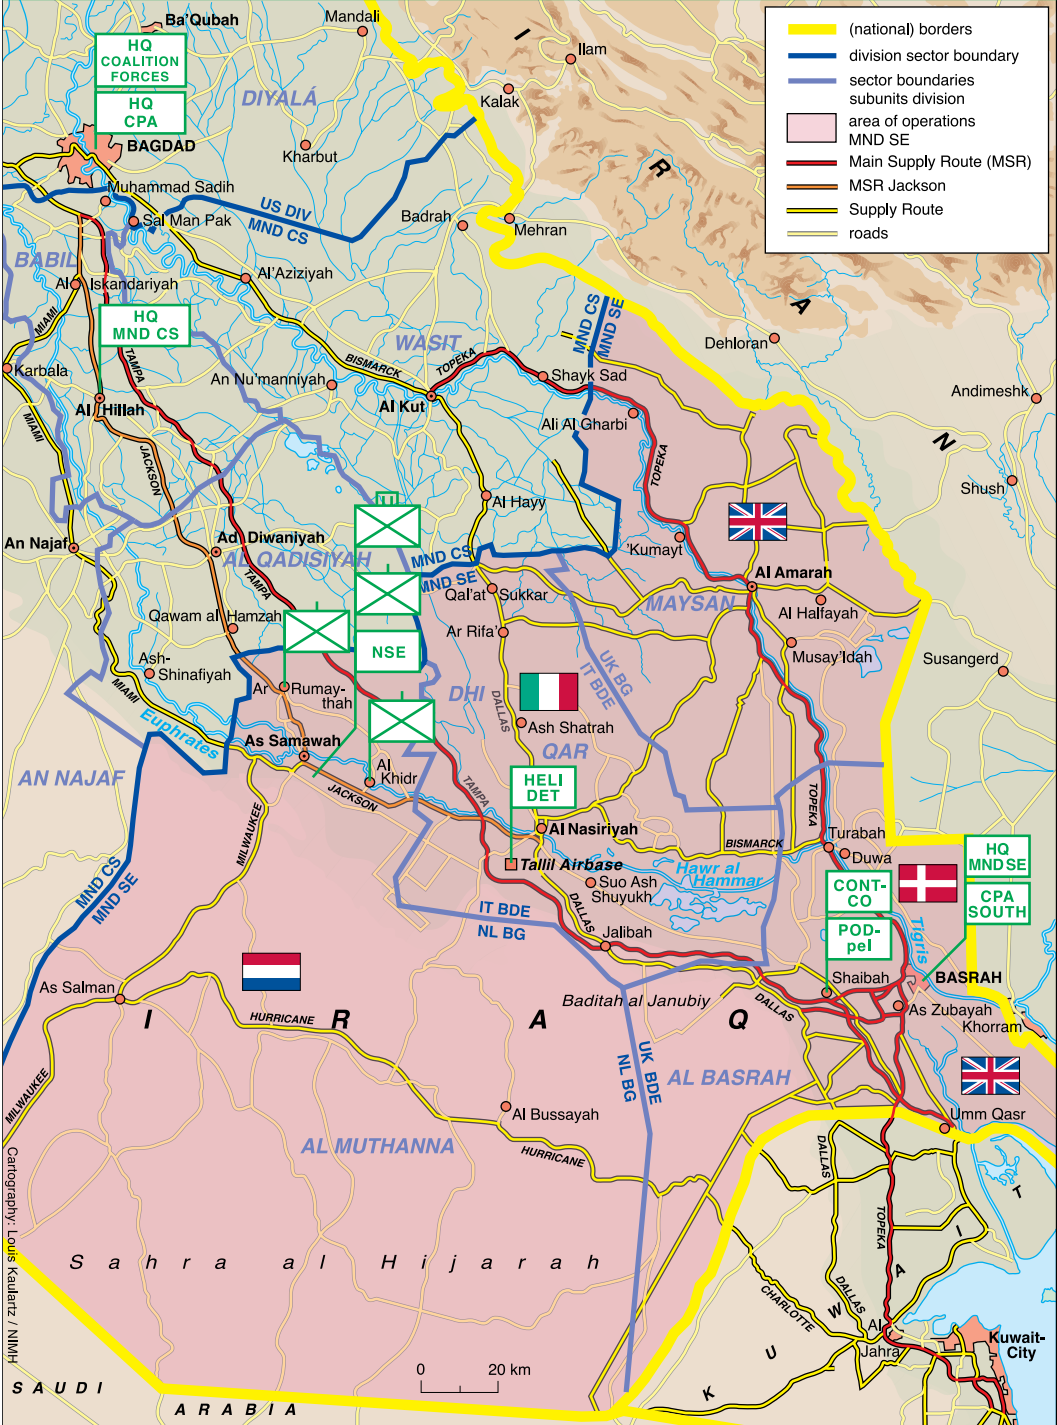 (national) borders
division sector boundary
sector boundaries
subunits division
area of operations
MND SE
Main Supply Route (MSR)
MSR Jackson
Supply Route
roads
Ba'Qubah
Mandali
I
Ilam
HQ
COALITION
FORCES
HQ
CPA
DIYALÁ
Kalak
BAGDAD
Kharbut
R
Muhammad Sadih
Sal Man Pak
US DIV
MND CS
Badrah
Mehran
BABIL
Al Iskandariyah
Al'Aziziyah
A
HQ
MND CS
MIAMI
TAMPA
WASIT
MND CS
MND SE
Dehloran
BISMARCK
TOPEKA
Karbala
An Nu'manniyah
Shayk Sad
Andimeshk
Al Hillah
Al Kut
Ali Al Gharbi
MIAMI
JACKSON
TOPEKA
N
Shush
Al Hayy
An Najaf
Ad Diwaniyah
AL QADISIYAH
'Kumayt
MND CS
MND SE
TAMPA
Al Amarah
Qal'at Sukkar
MAYSAN
Al Halfayah
Qawam al Hamzah
Ar Rifa'
NSE
Musay'Idah
Ash-
Shinafiyah
Susangerd
UK BG
IT BDE
MIAMI
Ar Rumay-
thah
DHI
DALLAS
Ash Shatrah
Euphrates
As Samawah
QAR
AN NAJAF
Al
Khidr
HELI
DET
TAMPA
JACKSON
TOPEKA
MILWAUKEE
Al Nasiriyah
BISMARCK
Turabah
Duwa
HQ
MND SE
Tallil Airbase
Hawr al
Hammar
MND CS
MND SE
Suo Ash
Shuyukh
CONT-
CO
CPA
SOUTH
DALLAS
IT BDE
NL BG
POD-
pel
Tigris
Jalibah
As Salman
Shaibah
BASRAH
Baditah al Janubiy
DALLAS
As Zubayah
Khorram
I R A Q
HURRICANE
UK BDE
NL BG
AL BASRAH
MILWAUKEE
Al Bussayah
Umm Qasr
AL MUTHANNA
HURRICANE
DALLAS
TOPEKA
Sahra al Hijarah
CHARLOTTE
DALLAS
Al
Jahra
Kuwait-
City
K U W A I T
0 20 km
SAUDI
ARABIA
Cartography: Louis Kaulartz / NIMH